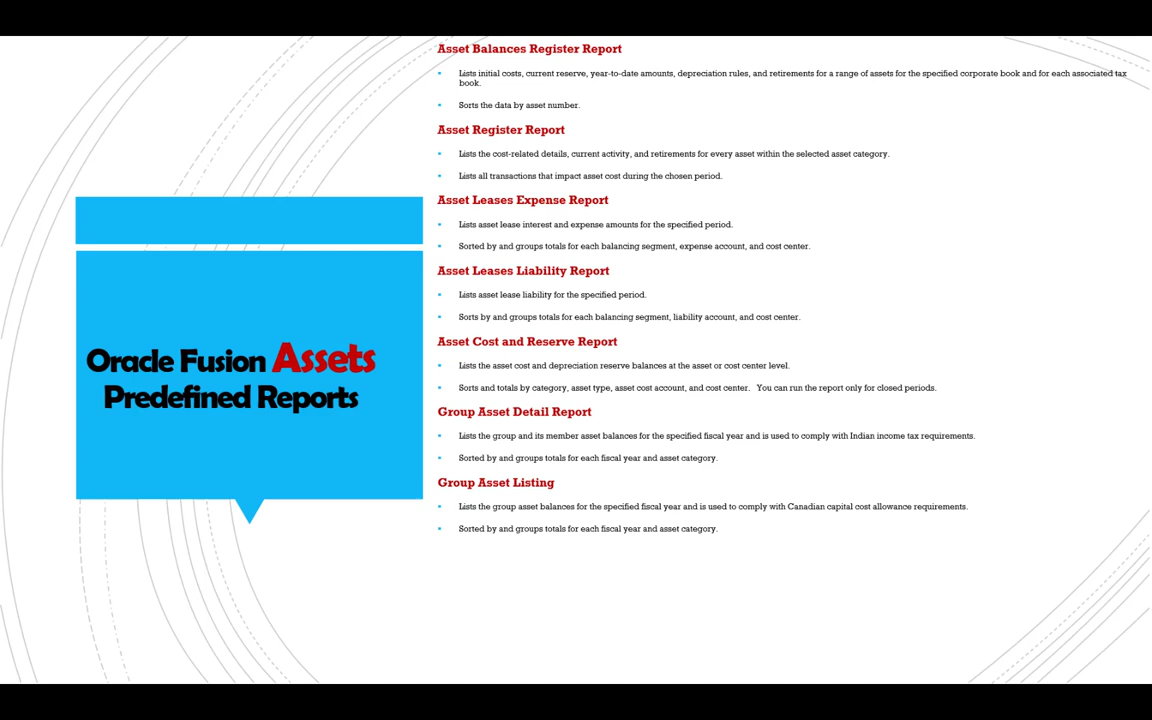 Oracle Fusion Assets
Predefined Reports
Asset Balances Register Report
Lists initial costs, current reserve, year-to-date amounts, depreciation rules, and retirements for a range of assets for the specified corporate book and for each associated tax
book.
Sorts the data by asset number.
Asset Register Report
Lists the cost-related details, current activity, and retirements for every asset within the selected asset category.
Lists all transactions that impact asset cost during the chosen period.
Asset Leases Expense Report
Lists asset lease interest and expense amounts for the specified period.
Sorted by and groups totals for each balancing segment, expense account, and cost center.
Asset Leases Liability Report
Lists asset lease liability for the specified period.
Sorts by and groups totals for each balancing segment, liability account, and cost center.
Asset Cost and Reserve Report
Lists the asset cost and depreciation reserve balances at the asset or cost center level.
Sorts and totals by category, asset type, asset cost account, and cost center. You can run the report only for closed periods.
Group Asset Detail Report
Lists the group and its member asset balances for the specified fiscal year and is used to comply with Indian income tax requirements.
Sorted by and groups totals for each fiscal year and asset category.
Group Asset Listing
Lists the group asset balances for the specified fiscal year and is used to comply with Canadian capital cost allowance requirements.
Sorted by and groups totals for each fiscal year and asset category.